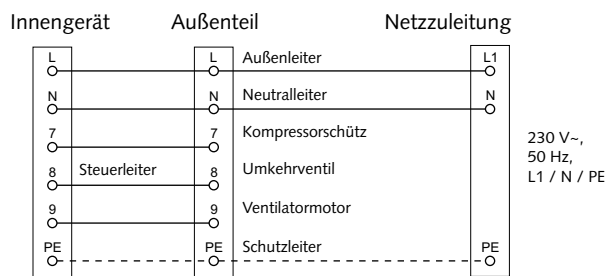 Innengerät Außenteil Netzzuleitung
L L Außenleiter L1
N N Neutralleiter N
7 7 Kompressorschütz
230 V~,
50 Hz,
L1 / N / PE
8 Steuerleiter 8 Umkehrventil
9 9 Ventilatormotor
PE PE Schutzleiter PE